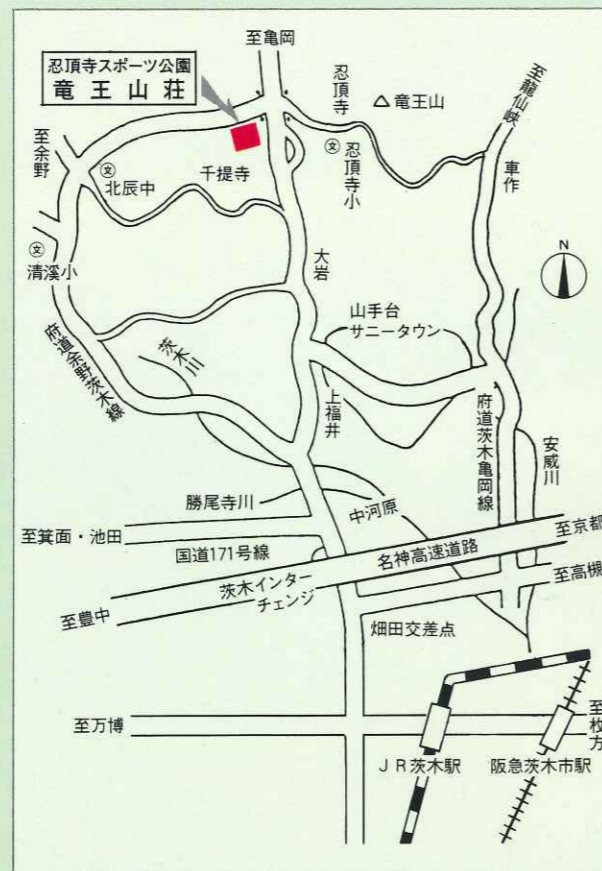 至亀岡
忍頂寺スポーツ公園
竜王山荘
忍頂寺
竜王山
至龍仙峡
至余野
文
北辰中
千提寺
文
忍頂寺小
車作
文
清溪小
大岩
N
山手台
サニータウン
府道余野茨木線
茨木川
上福井
府道茨木亀岡線
安威川
勝尾寺川
中河原
至箕面・池田
国道171号線
名神高速道路
至京都
茨木インター
チェンジ
至高槻
至豊中
畑田交差点
至万博
至枚方
JR茨木駅
阪急茨木市駅